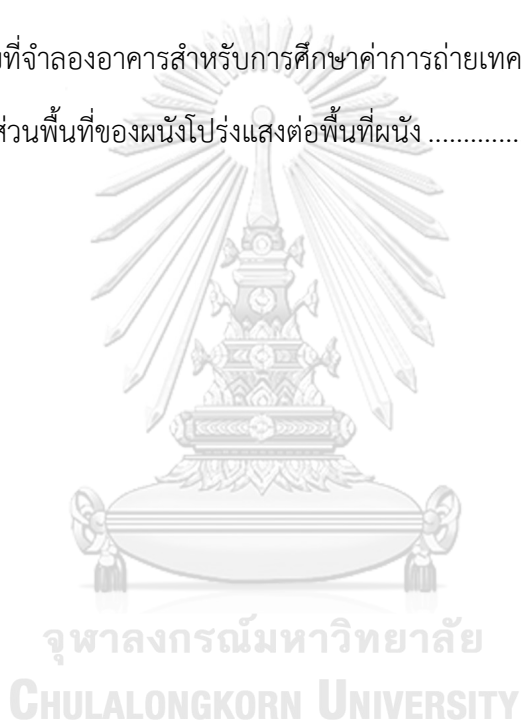 ที่จำลองอาคารสำหรับการศึกษาค่าการถ่ายเทค
ส่วนพื้นที่ของผนังโปร่งแสงต่อพื้นที่ผนัง .............
จุฬาลงกรณ์มหาวิทยาลัย
CHULALONGKORN UNIVERSITY